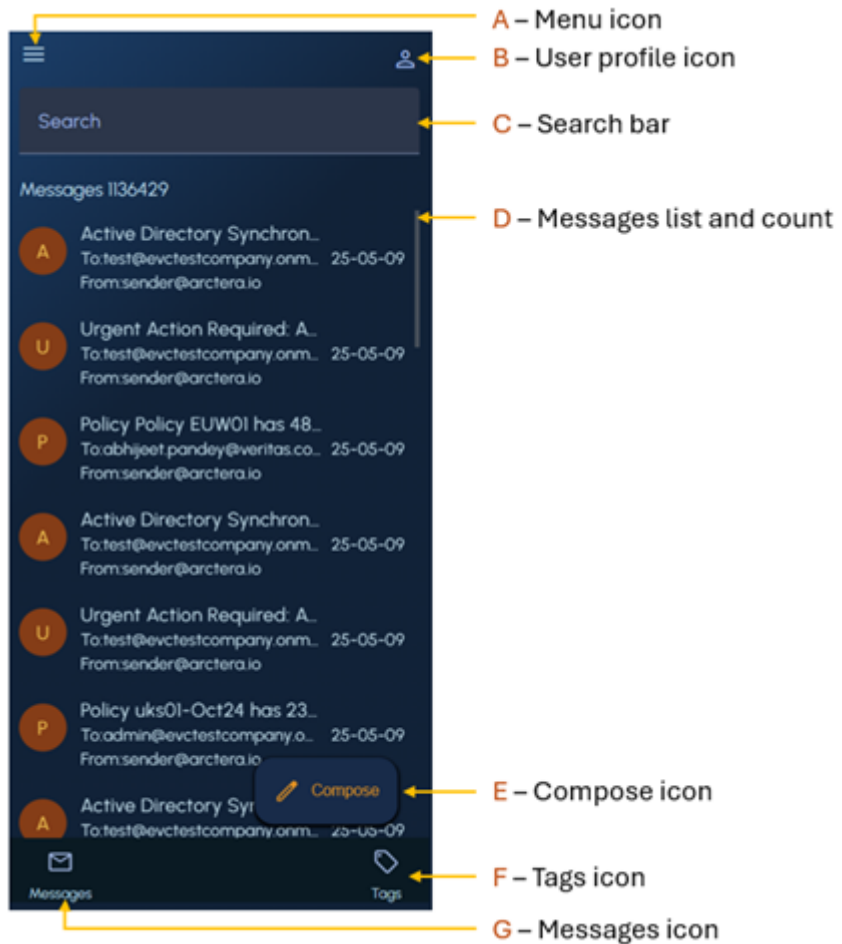 A – Menu icon
B – User profile icon
Search
C – Search bar
Messages 1136429
D – Messages list and count
A
Active Directory Synchron...
To:test@evctestcompany.onm... 25-05-09
From:sender@arctera.io
U
Urgent Action Required: A...
To:test@evctestcompany.onm... 25-05-09
From:sender@arctera.io
P
Policy Policy EUW01 has 48...
To:abhijeet.pandey@veritas.co... 25-05-09
From:sender@arctera.io
A
Active Directory Synchron...
To:test@evctestcompany.onm... 25-05-09
From:sender@arctera.io
U
Urgent Action Required: A...
To:test@evctestcompany.onm... 25-05-09
From:sender@arctera.io
P
Policy uks01-Oct24 has 23...
To:admin@evctestcompany.o... 25-05-09
From:sender@arctera.io
Compose
E – Compose icon
A
Active Directory Syr
To:test@evctestcompany.onm... 25-05-09
Messages
Tags
F – Tags icon
G – Messages icon